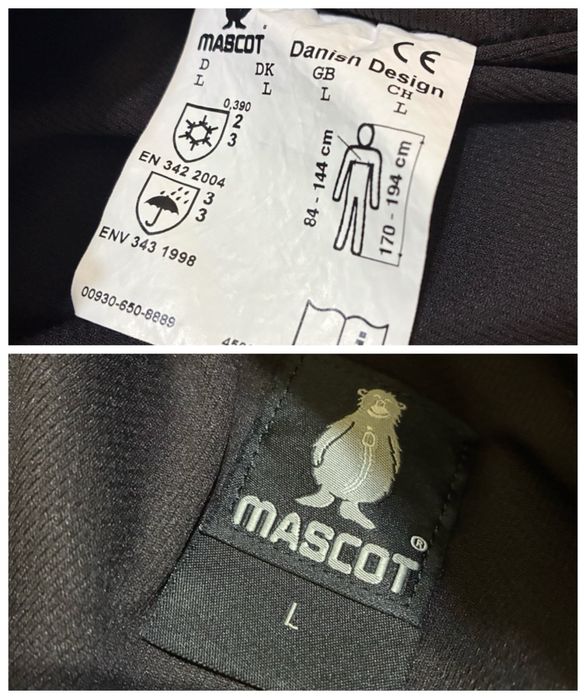 MASCOT Danish Design CE
D DK GB CH
L L L L
0,390
2
3
EN 342 2004
3
3
ENV 343 1998
84 - 144 cm
170 - 194 cm
00930-650-8889
MASCOT®
L